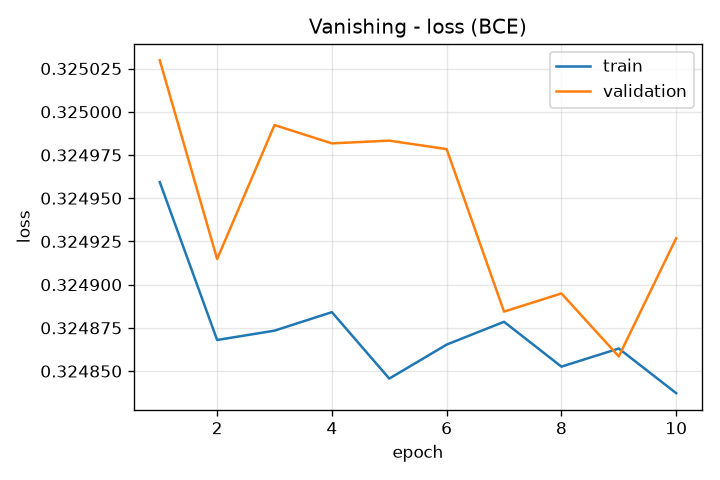 Vanishing - loss (BCE)
train
validation
loss
0.325025
0.325000
0.324975
0.324950
0.324925
0.324900
0.324875
0.324850
2 4 6 8 10
epoch